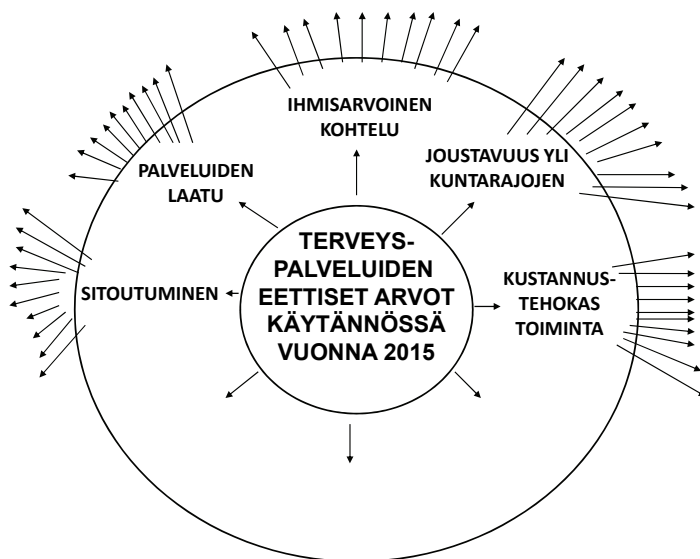 IHMISARVOINEN
KOHTELU
PALVELUIDEN
LAATU
JOUSTAVUUS YLI
KUNTARAJOJEN
TERVEYS-
PALVELUIDEN
EETTISET ARVOT
KÄYTÄNNÖSSÄ
VUONNA 2015
SITOUTUMINEN
KUSTANNUS-
TEHOKAS
TOIMINTA